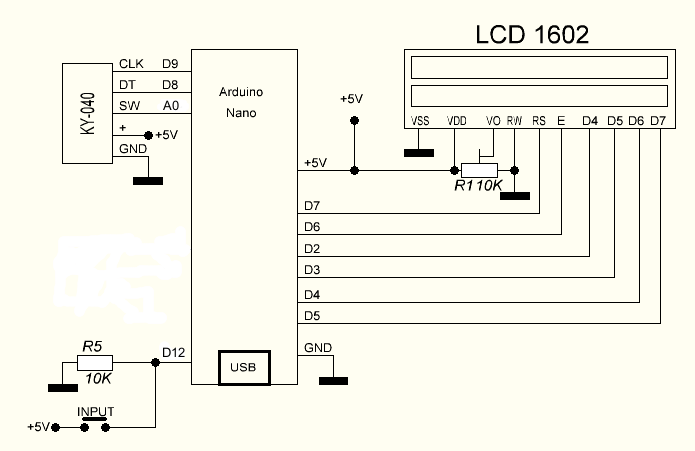 LCD 1602
CLK D9
DT D8
SW A0
+ +5V
GND
KY-040
Arduino
Nano
+5V
VSS VDD VO RW RS E D4 D5 D6 D7
+5V
R1 10K
D7
D6
D2
D3
D4
D5
GND
R5
10K
D12
USB
INPUT
+5V